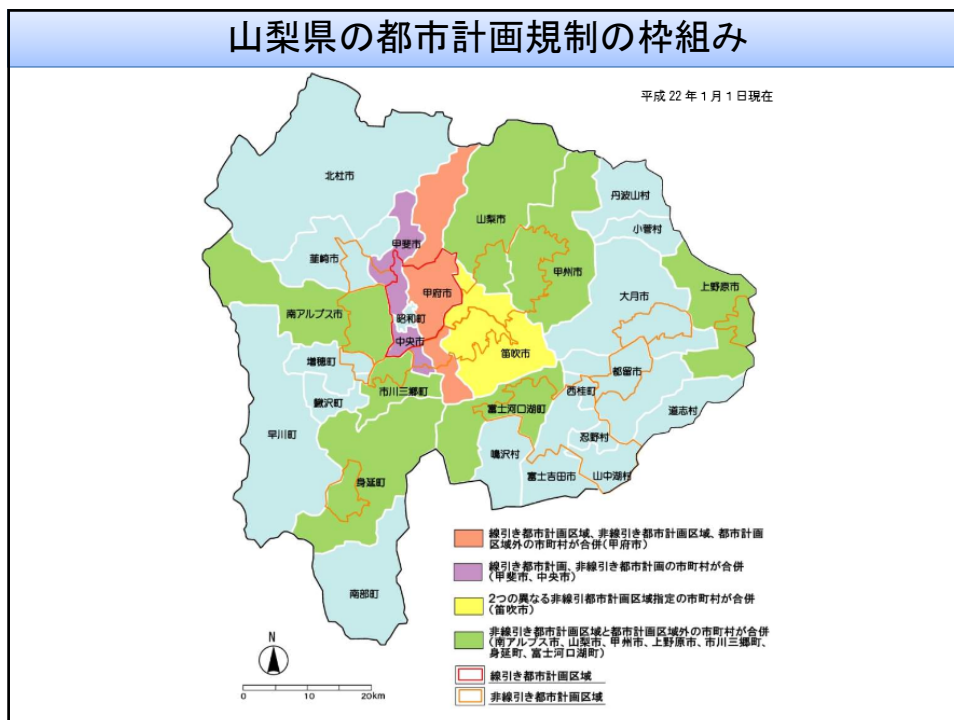 山梨県の都市計画規制の枠組み
平成22年1月1日現在
北杜市
丹波山村
小菅村
山梨市
甲斐市
韮崎市
甲州市
上野原市
大月市
甲府市
南アルプス市
昭和町
中央市
笛吹市
増穂町
都留市
西桂町
市川三郷町
鰍沢町
富士河口湖町
道志村
早川町
忍野村
鳴沢村
富士吉田市
山中湖村
身延町
南部町
線引き都市計画区域、非線引き都市計画区域、都市計画
区域外の市町村が合併(甲府市)
線引き都市計画、非線引き都市計画の市町村が合併
(甲斐市、中央市)
2つの異なる非線引都市計画区域指定の市町村が合併
(笛吹市)
非線引き都市計画区域と都市計画区域外の市町村が合併
(南アルプス市、山梨市、甲州市、上野原市、市川三郷町、
身延町、富士河口湖町)
線引き都市計画区域
非線引き都市計画区域
N
0 10 20km